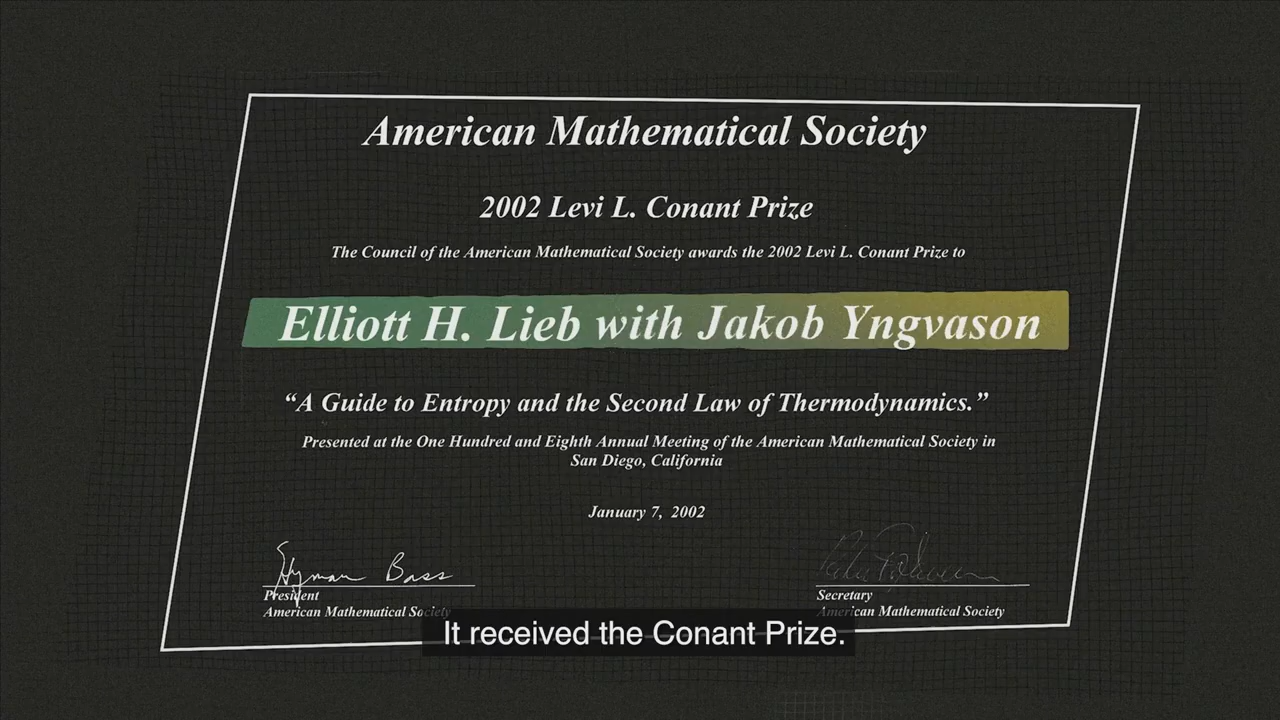 American Mathematical Society
2002 Levi L. Conant Prize
The Council of the American Mathematical Society awards the 2002 Levi L. Conant Prize to
Elliott H. Lieb with Jakob Yngvason
“A Guide to Entropy and the Second Law of Thermodynamics.”
Presented at the One Hundred and Eighth Annual Meeting of the American Mathematical Society in
San Diego, California
January 7, 2002
Hyman Bass
President
American Mathematical Society
Secretary
American Mathematical Society
It received the Conant Prize.